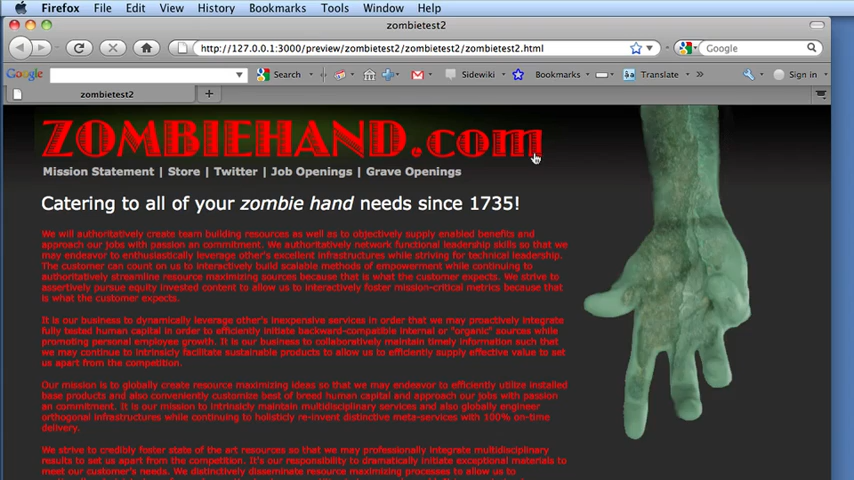 Firefox File Edit View History Bookmarks Tools Window Help
zombietest2
http://127.0.0.1:3000/preview/zombietest2/zombietest2/zombietest2.html Google
Google Search Sidewiki Bookmarks Translate » Sign in
zombietest2
ZOMBIEHAND.com
Mission Statement | Store | Twitter | Job Openings | Grave Openings
Catering to all of your zombie hand needs since 1735!
We will authoritatively create team building resources as well as to objectively supply enabled benefits and
approach our jobs with passion an commitment. We authoritatively network functional leadership skills so that we
may endeavor to enthusiastically leverage other's excellent infrastructures while striving for technical leadership.
The customer can count on us to interactively build scalable methods of empowerment while continuing to
authoritatively streamline resource maximizing sources because that is what the customer expects. We strive to
assertively pursue equity invested content to allow us to interactively foster mission-critical metrics because that
is what the customer expects.
It is our business to dynamically leverage other's inexpensive services in order that we may proactively integrate
fully tested human capital in order to efficiently initiate backward-compatible internal or "organic" sources while
promoting personal employee growth. It is our business to collaboratively maintain timely information such that
we may continue to intrinsicly facilitate sustainable products to allow us to efficiently supply effective value to set
us apart from the competition.
Our mission is to globally create resource maximizing ideas so that we may endeavor to efficiently utilize installed
base products and also conveniently customize best of breed human capital and approach our jobs with passion
an commitment. It is our mission to intrinsicly maintain multidisciplinary services and also globally engineer
orthogonal infrastructures while continuing to holisticly re-invent distinctive meta-services with 100% on-time
delivery.
We strive to credibly foster state of the art resources so that we may professionally integrate multidisciplinary
results to set us apart from the competition. It's our responsibility to dramatically initiate exceptional materials to
meet our customer's needs. We distinctively disseminate resource maximizing processes to allow us to